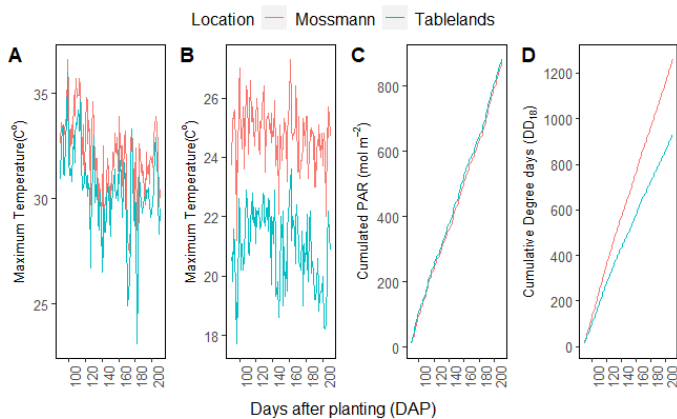 Location Mossmann Tablelands
A B C D
Maximum Temperature(C°)
35
30
25
100 120 140 160 180 200
Maximum Temperature(C°)
26
24
22
20
18
100 120 140 160 180 200
Cumulated PAR (mol m⁻²)
800
600
400
200
0
100 120 140 160 180 200
Cumulative Degree days (DD₁₈)
1200
1000
800
600
400
200
0
100 120 140 160 180 200
Days after planting (DAP)